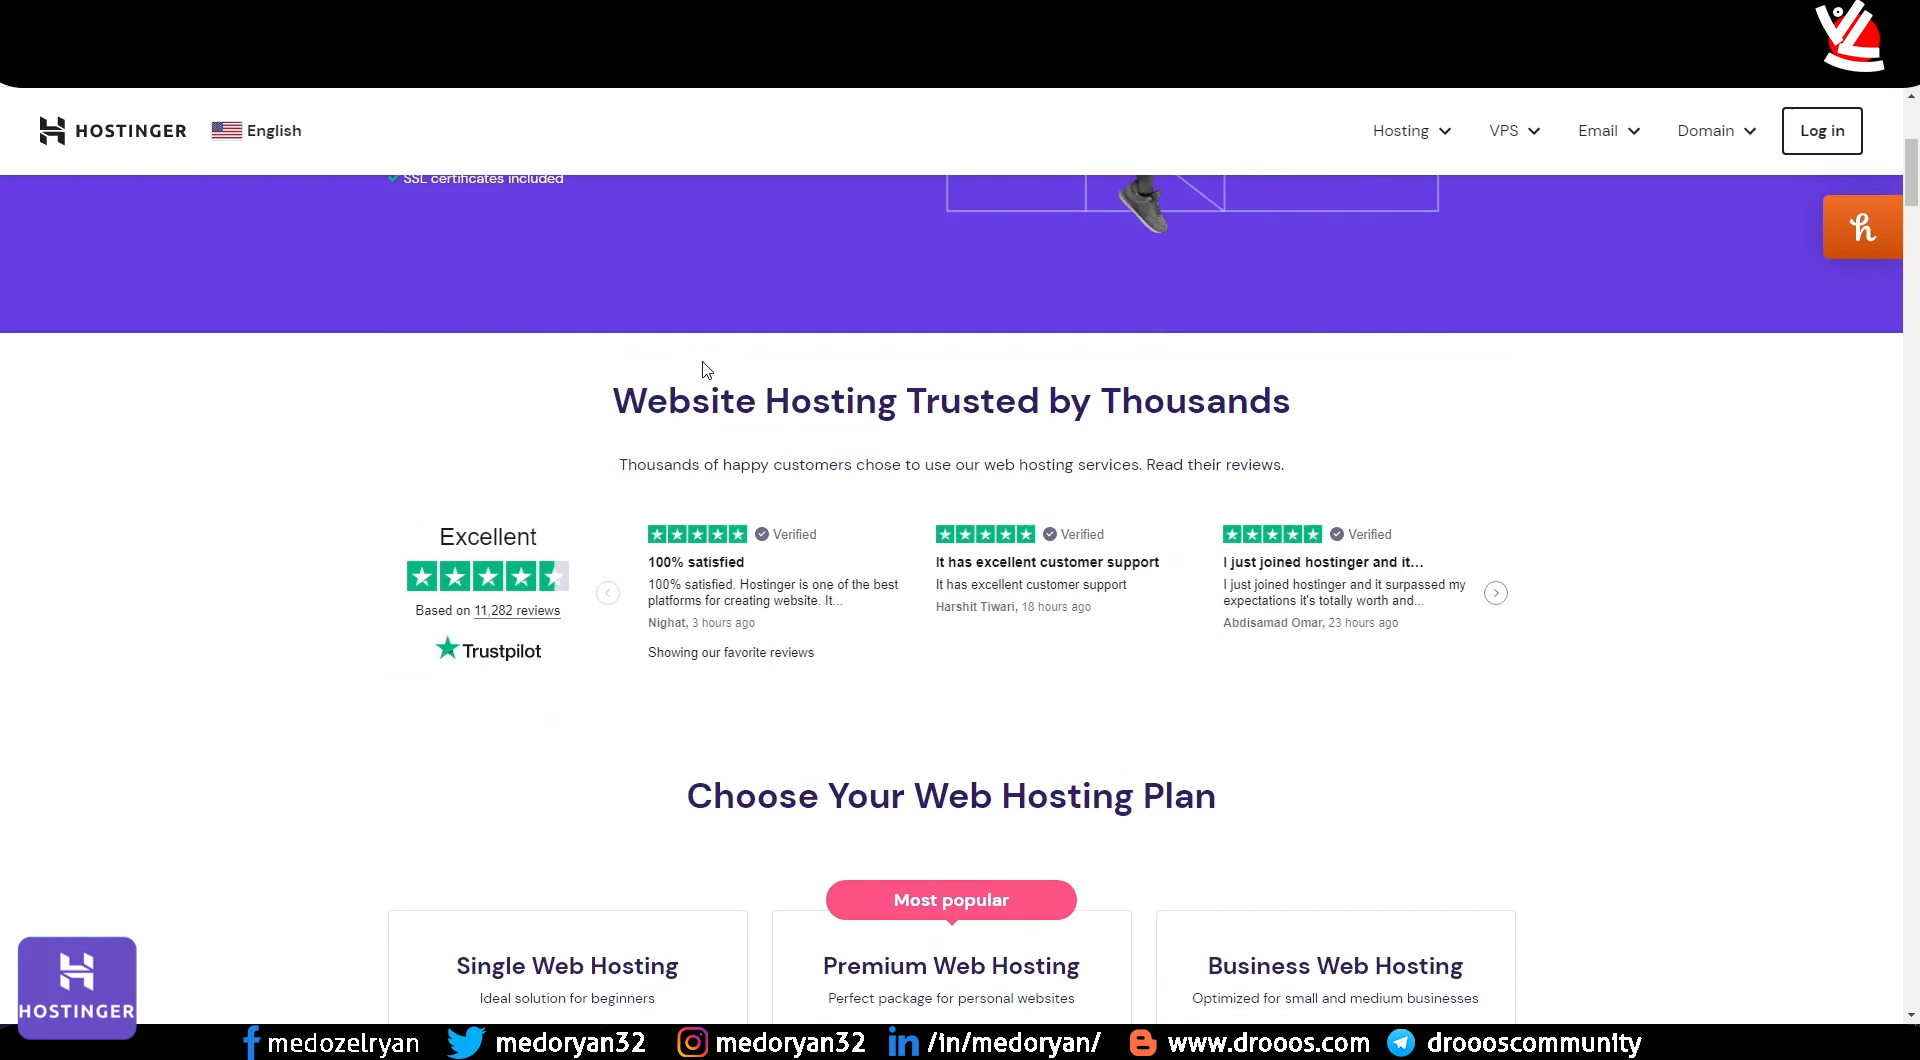 HOSTINGER
English
Hosting
VPS
Email
Domain
Log in
SSL certificates included
Website Hosting Trusted by Thousands
Thousands of happy customers chose to use our web hosting services. Read their reviews.
Excellent
Based on 11,282 reviews
Trustpilot
Verified
100% satisfied
100% satisfied. Hostinger is one of the best
platforms for creating website. It...
Nighat, 3 hours ago
Showing our favorite reviews
Verified
It has excellent customer support
It has excellent customer support
Harshit Tiwari, 18 hours ago
Verified
I just joined hostinger and it...
I just joined hostinger and it surpassed my
expectations it's totally worth and...
Abdisamad Omar, 23 hours ago
Choose Your Web Hosting Plan
Most popular
Single Web Hosting
Ideal solution for beginners
Premium Web Hosting
Perfect package for personal websites
Business Web Hosting
Optimized for small and medium businesses
HOSTINGER
medozelryan
medoryan32
medoryan32
/in/medoryan/
www.drooos.com
droooscommunity